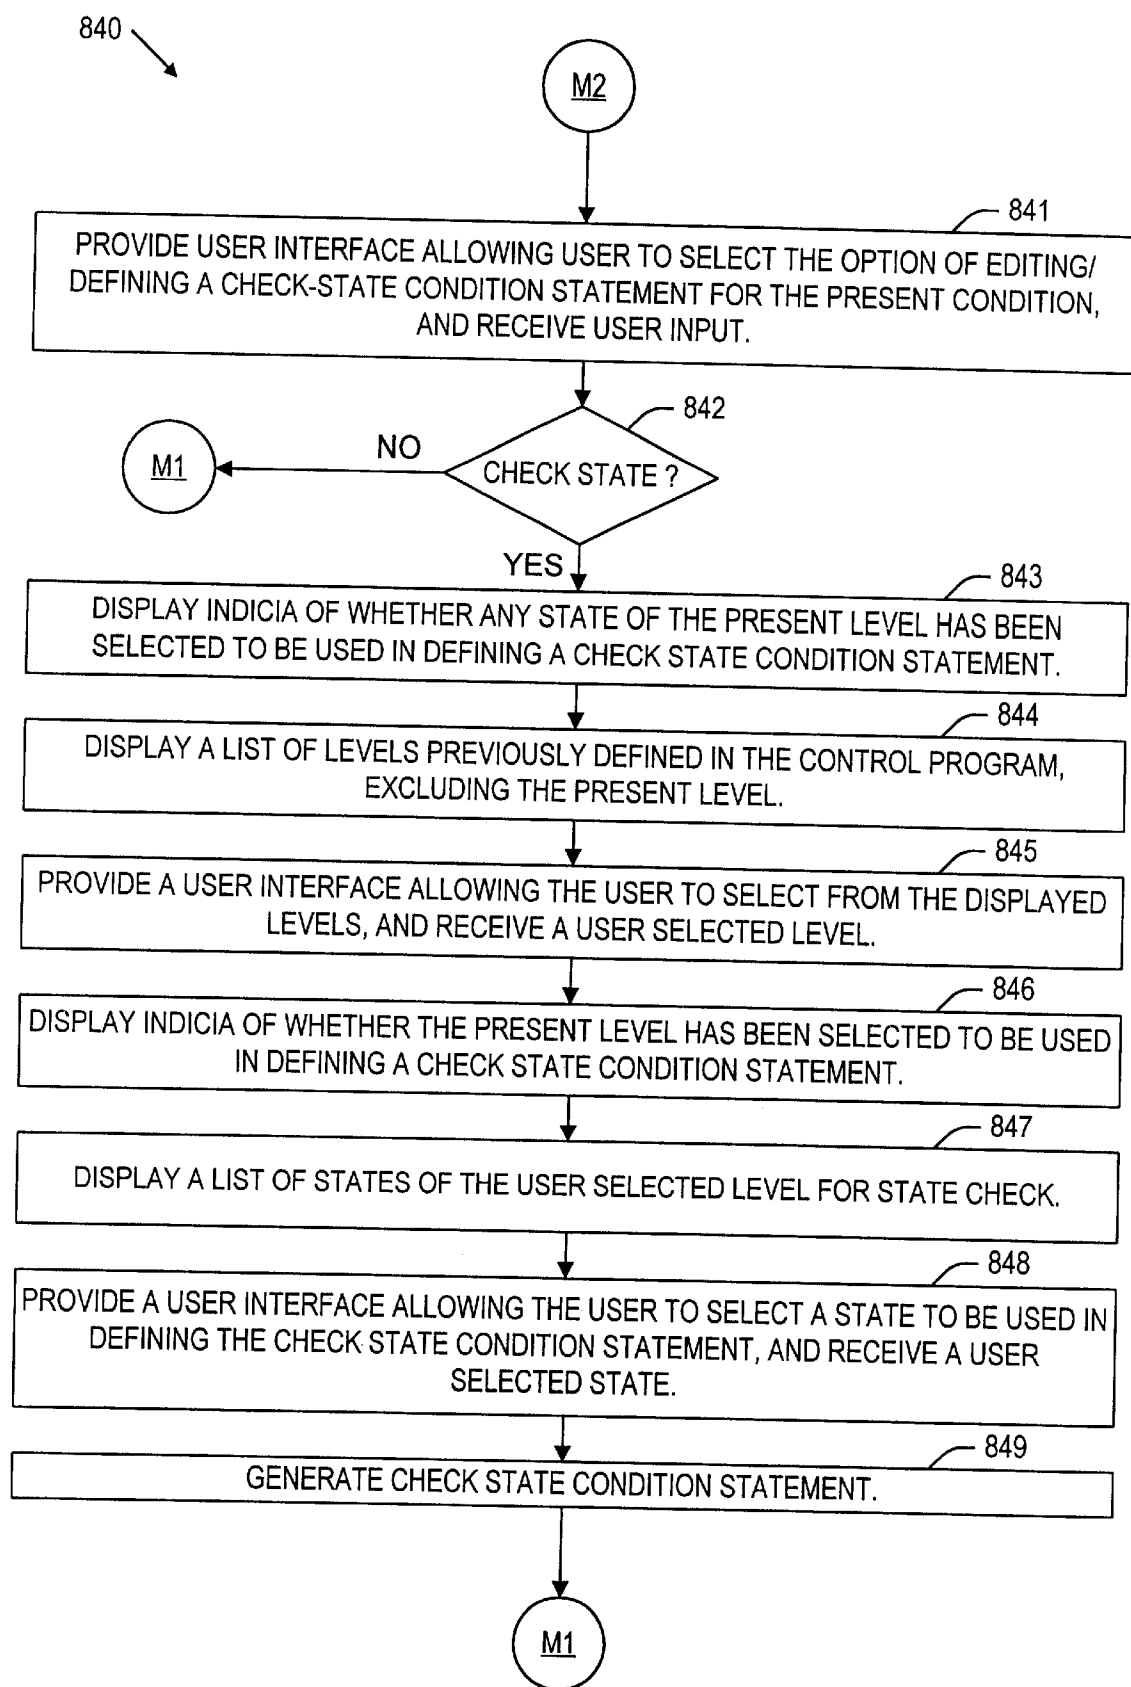 840
M2
841
PROVIDE USER INTERFACE ALLOWING USER TO SELECT THE OPTION OF EDITING/
DEFINING A CHECK-STATE CONDITION STATEMENT FOR THE PRESENT CONDITION,
AND RECEIVE USER INPUT.
842
NO
M1
CHECK STATE ?
YES
843
DISPLAY INDICIA OF WHETHER ANY STATE OF THE PRESENT LEVEL HAS BEEN
SELECTED TO BE USED IN DEFINING A CHECK STATE CONDITION STATEMENT.
844
DISPLAY A LIST OF LEVELS PREVIOUSLY DEFINED IN THE CONTROL PROGRAM,
EXCLUDING THE PRESENT LEVEL.
845
PROVIDE A USER INTERFACE ALLOWING THE USER TO SELECT FROM THE DISPLAYED
LEVELS, AND RECEIVE A USER SELECTED LEVEL.
846
DISPLAY INDICIA OF WHETHER THE PRESENT LEVEL HAS BEEN SELECTED TO BE USED
IN DEFINING A CHECK STATE CONDITION STATEMENT.
847
DISPLAY A LIST OF STATES OF THE USER SELECTED LEVEL FOR STATE CHECK.
848
PROVIDE A USER INTERFACE ALLOWING THE USER TO SELECT A STATE TO BE USED IN
DEFINING THE CHECK STATE CONDITION STATEMENT, AND RECEIVE A USER
SELECTED STATE.
849
GENERATE CHECK STATE CONDITION STATEMENT.
M1